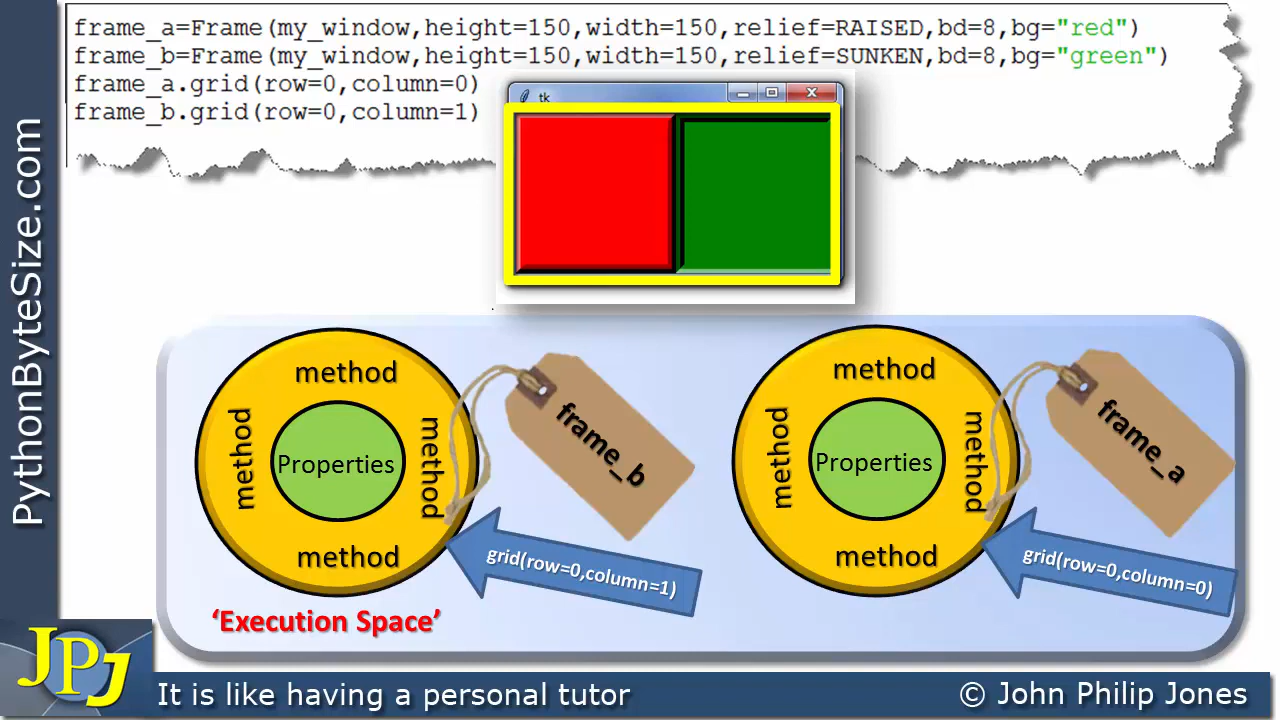 frame_a=Frame(my_window,height=150,width=150,relief=RAISED,bd=8,bg="red")
frame_b=Frame(my_window,height=150,width=150,relief=SUNKEN,bd=8,bg="green")
frame_a.grid(row=0,column=0)
frame_b.grid(row=0,column=1)
tk
PythonByteSize.com
method
method
Properties
method
method
frame_b
grid(row=0,column=1)
method
method
Properties
method
method
frame_a
grid(row=0,column=0)
‘Execution Space’
JPJ
It is like having a personal tutor
© John Philip Jones